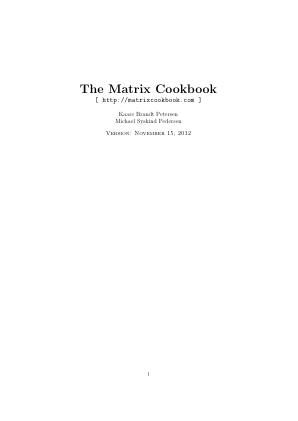 The Matrix Cookbook
[ http://matrixcookbook.com ]
Kaare Brandt Petersen
Michael Syskind Pedersen
Version: November 15, 2012
1